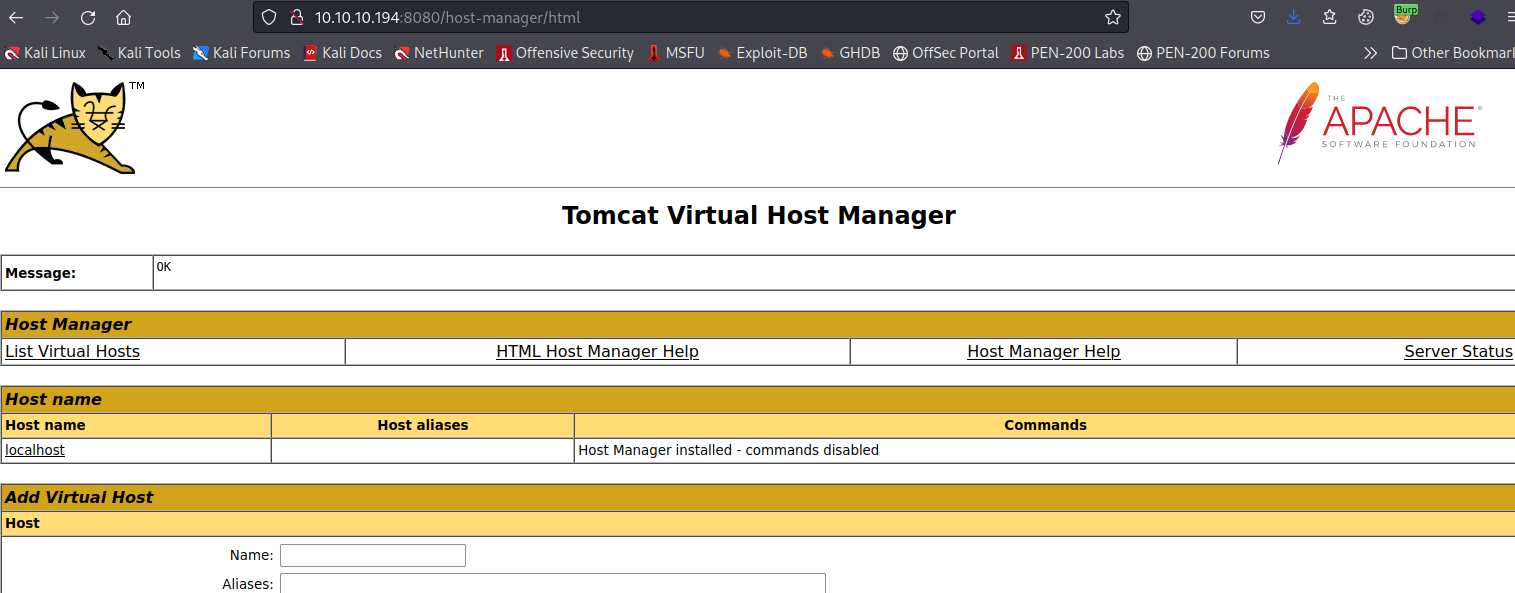 10.10.10.194:8080/host-manager/html
Burp
Kali Linux Kali Tools Kali Forums Kali Docs NetHunter Offensive Security MSFU Exploit-DB GHDB OffSec Portal PEN-200 Labs PEN-200 Forums Other Bookmar
TM
THE
APACHE®
SOFTWARE FOUNDATION
Tomcat Virtual Host Manager
Message: OK
Host Manager
List Virtual Hosts HTML Host Manager Help Host Manager Help Server Status
Host name
Host name Host aliases Commands
localhost Host Manager installed - commands disabled
Add Virtual Host
Host
Name:
Aliases: